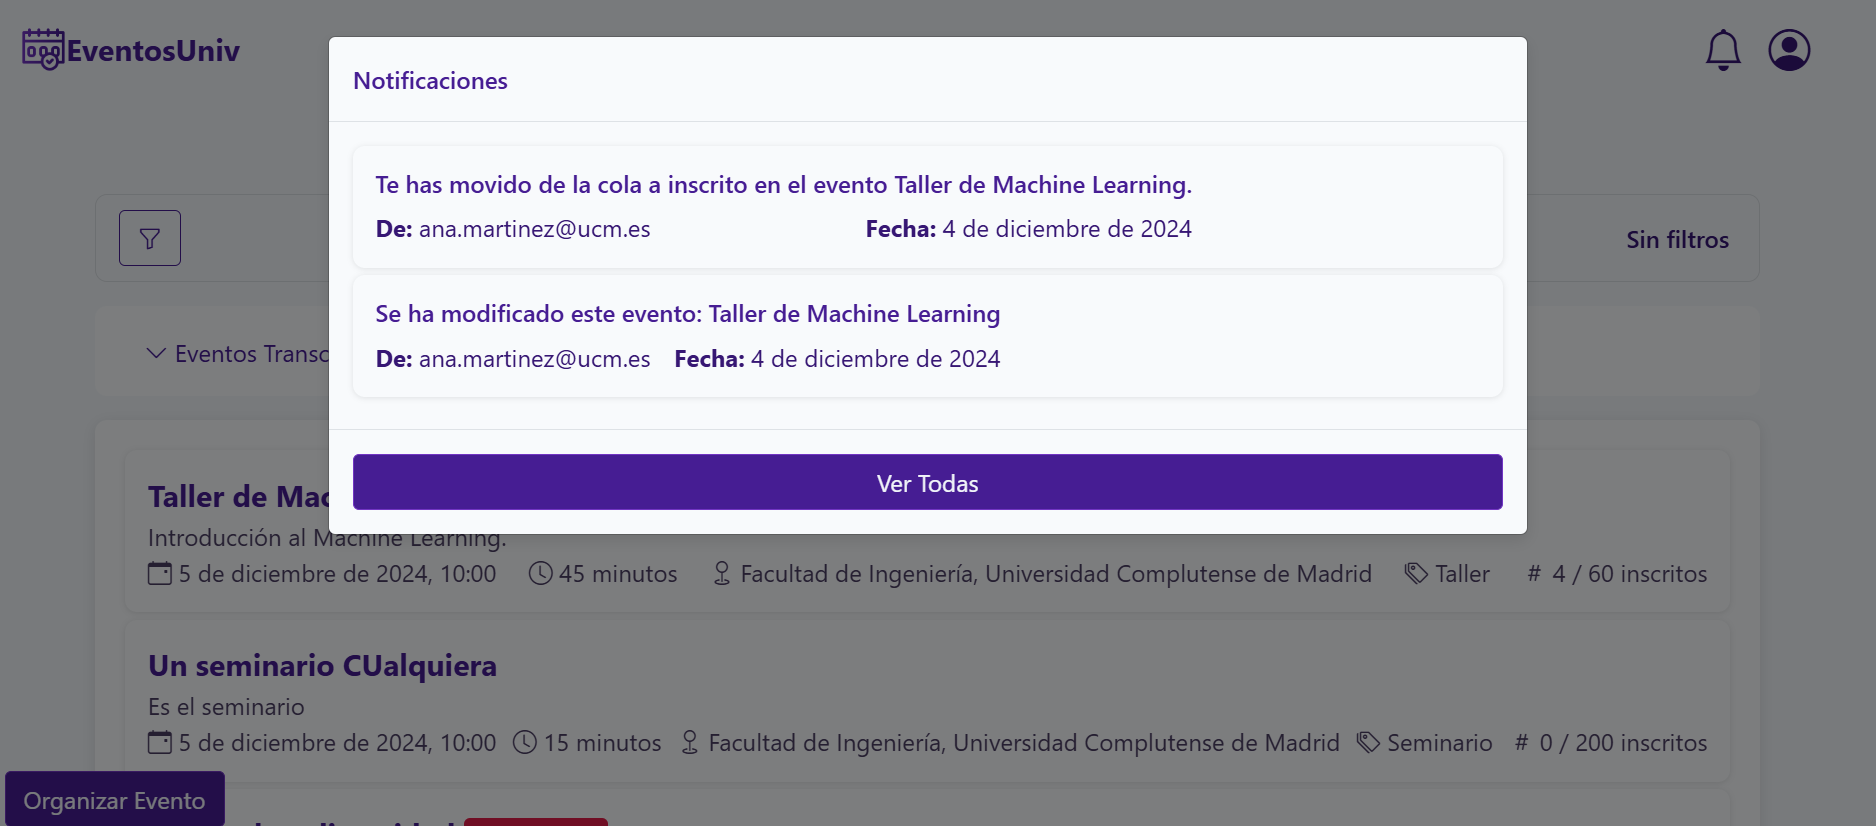 EventosUniv
Notificaciones
Te has movido de la cola a inscrito en el evento Taller de Machine Learning.
De: ana.martinez@ucm.es Fecha: 4 de diciembre de 2024
Se ha modificado este evento: Taller de Machine Learning
De: ana.martinez@ucm.es Fecha: 4 de diciembre de 2024
Ver Todas
Sin filtros
Eventos
Taller de
Introducción al Machine Learning.
5 de diciembre de 2024, 10:00 45 minutos Facultad de Ingeniería, Universidad Complutense de Madrid Taller # 4 / 60 inscritos
Un seminario CUalquiera
Es el seminario
5 de diciembre de 2024, 10:00 15 minutos Facultad de Ingeniería, Universidad Complutense de Madrid Seminario # 0 / 200 inscritos
Organizar Evento